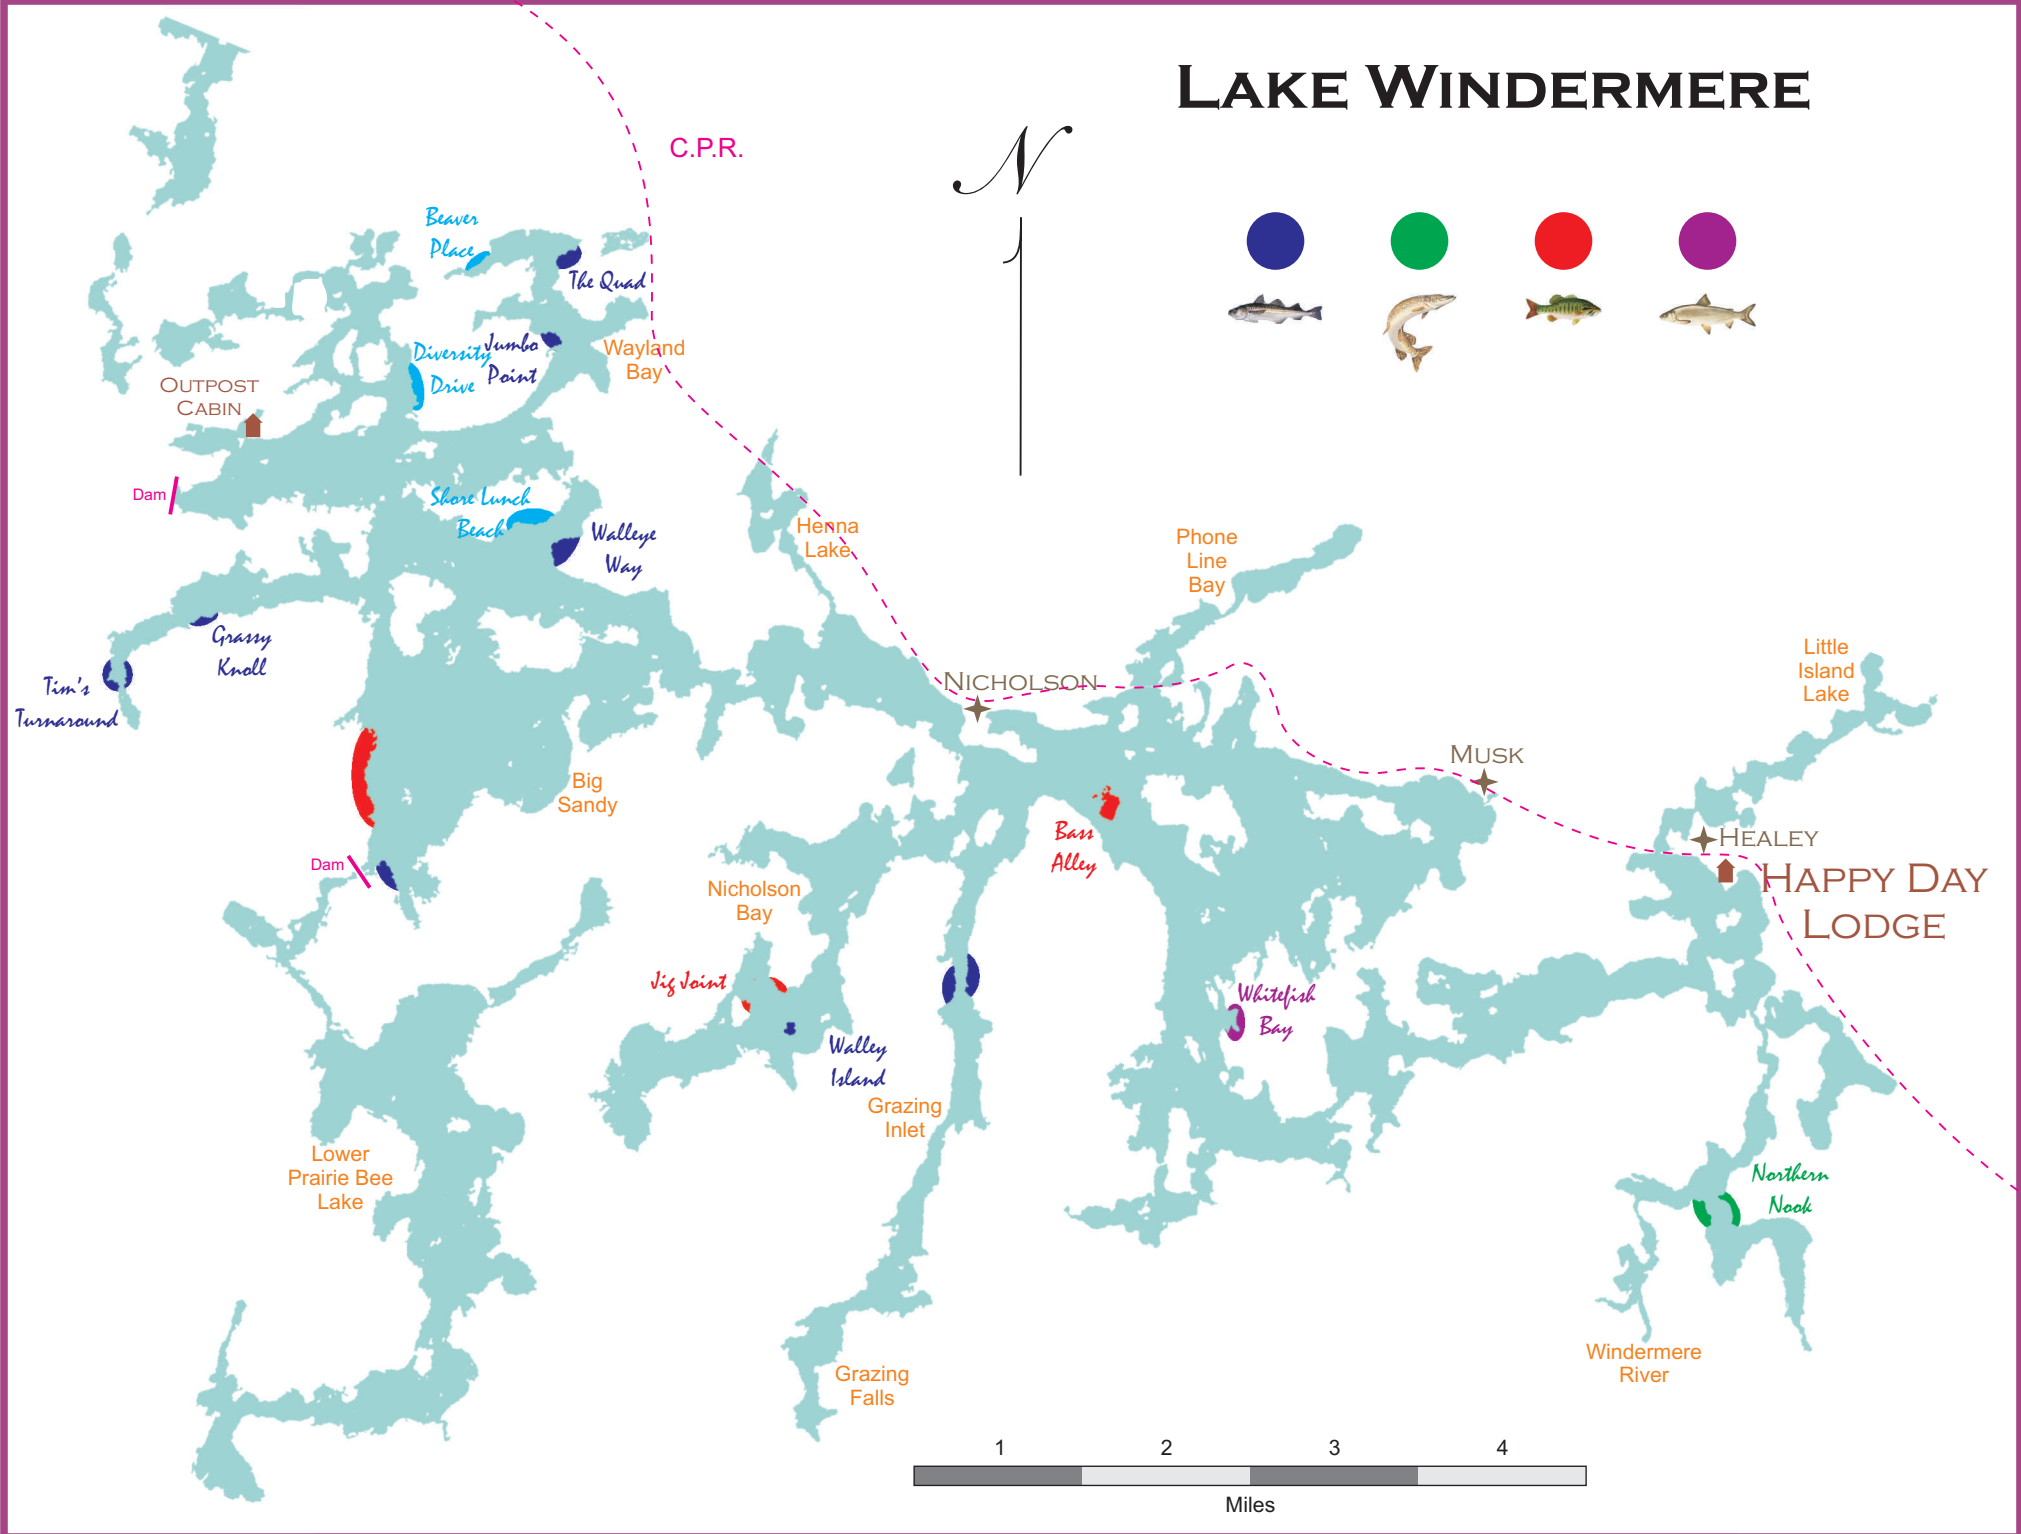 LAKE WINDERMERE
N
C.P.R.
Beaver
Place
The Quad
Jumbo
Point
Diversity
Drive
Wayland
Bay
OUTPOST
CABIN
Dam
Shore Lunch
Beach
Walleye
Way
Henna
Lake
Phone
Line
Bay
Grassy
Knoll
Tim's
Turnaround
Little
Island
Lake
NICHOLSON
MUSK
Big
Sandy
Bass
Alley
HEALEY
HAPPY DAY
LODGE
Dam
Nicholson
Bay
Jig Joint
Whitefish
Bay
Walley
Island
Grazing
Inlet
Lower
Prairie Bee
Lake
Northern
Nook
Windermere
River
Grazing
Falls
1 2 3 4
Miles